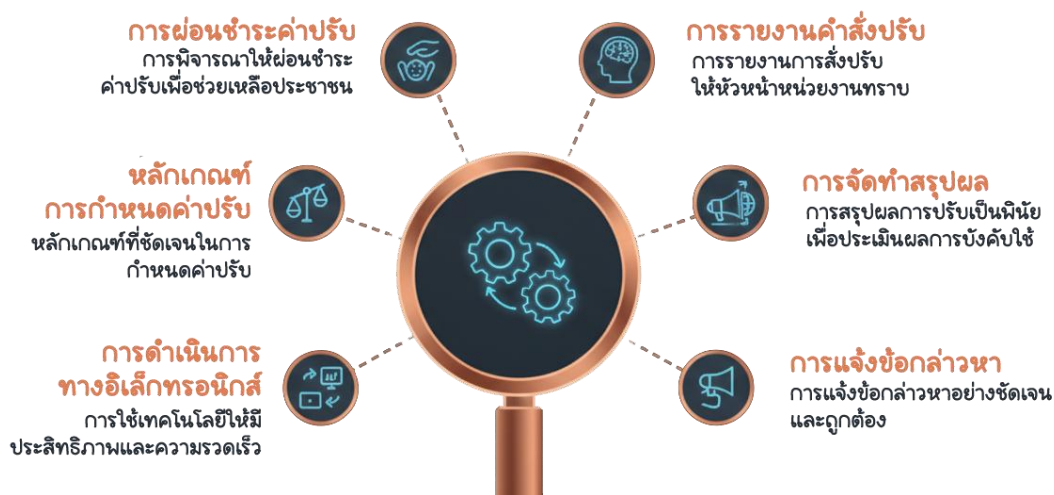 การผ่อนชำระค่าปรับ
การพิจารณาให้ผ่อนชำระ
ค่าปรับเพื่อช่วยเหลือประชาชน
การรายงานคำสั่งปรับ
การรายงานการสั่งปรับ
ให้หัวหน้าหน่วยงานทราบ
หลักเกณฑ์
การกำหนดค่าปรับ
หลักเกณฑ์ที่ชัดเจนในการ
กำหนดค่าปรับ
การจัดทำสรุปผล
การสรุปผลการปรับเป็นพินัย
เพื่อประเมินผลการบังคับใช้
การดำเนินการ
ทางอิเล็กทรอนิกส์
การใช้เทคโนโลยีให้มี
ประสิทธิภาพและความรวดเร็ว
การแจ้งข้อกล่าวหา
การแจ้งข้อกล่าวหาอย่างชัดเจน
และถูกต้อง